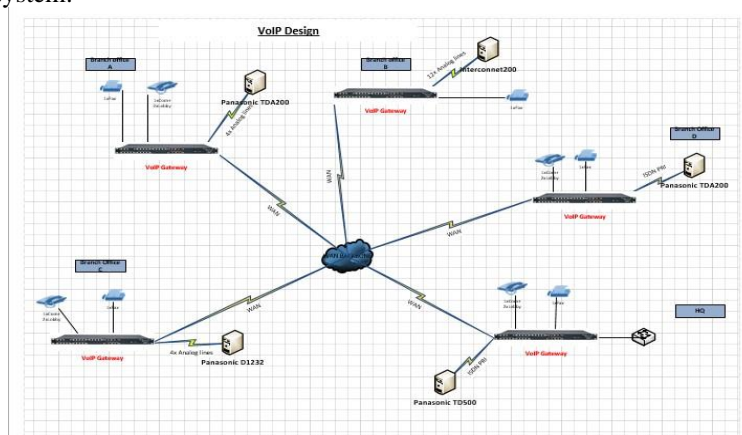 system.
VoIP Design
Branch office
A
Branch office
B
12x Analog lines
Interconnet200
Panasonic TDA200
4x Analog lines
VoIP Gateway
VoIP Gateway
Branch Office
D
ISDN PRI
Panasonic TDA200
VoIP Gateway
WAN
WAN
WAN
Branch Office
C
WAN
WAN
HQ
VoIP Gateway
4x Analog lines
Panasonic D1232
VoIP Gateway
ISDN PRI
Panasonic TD500